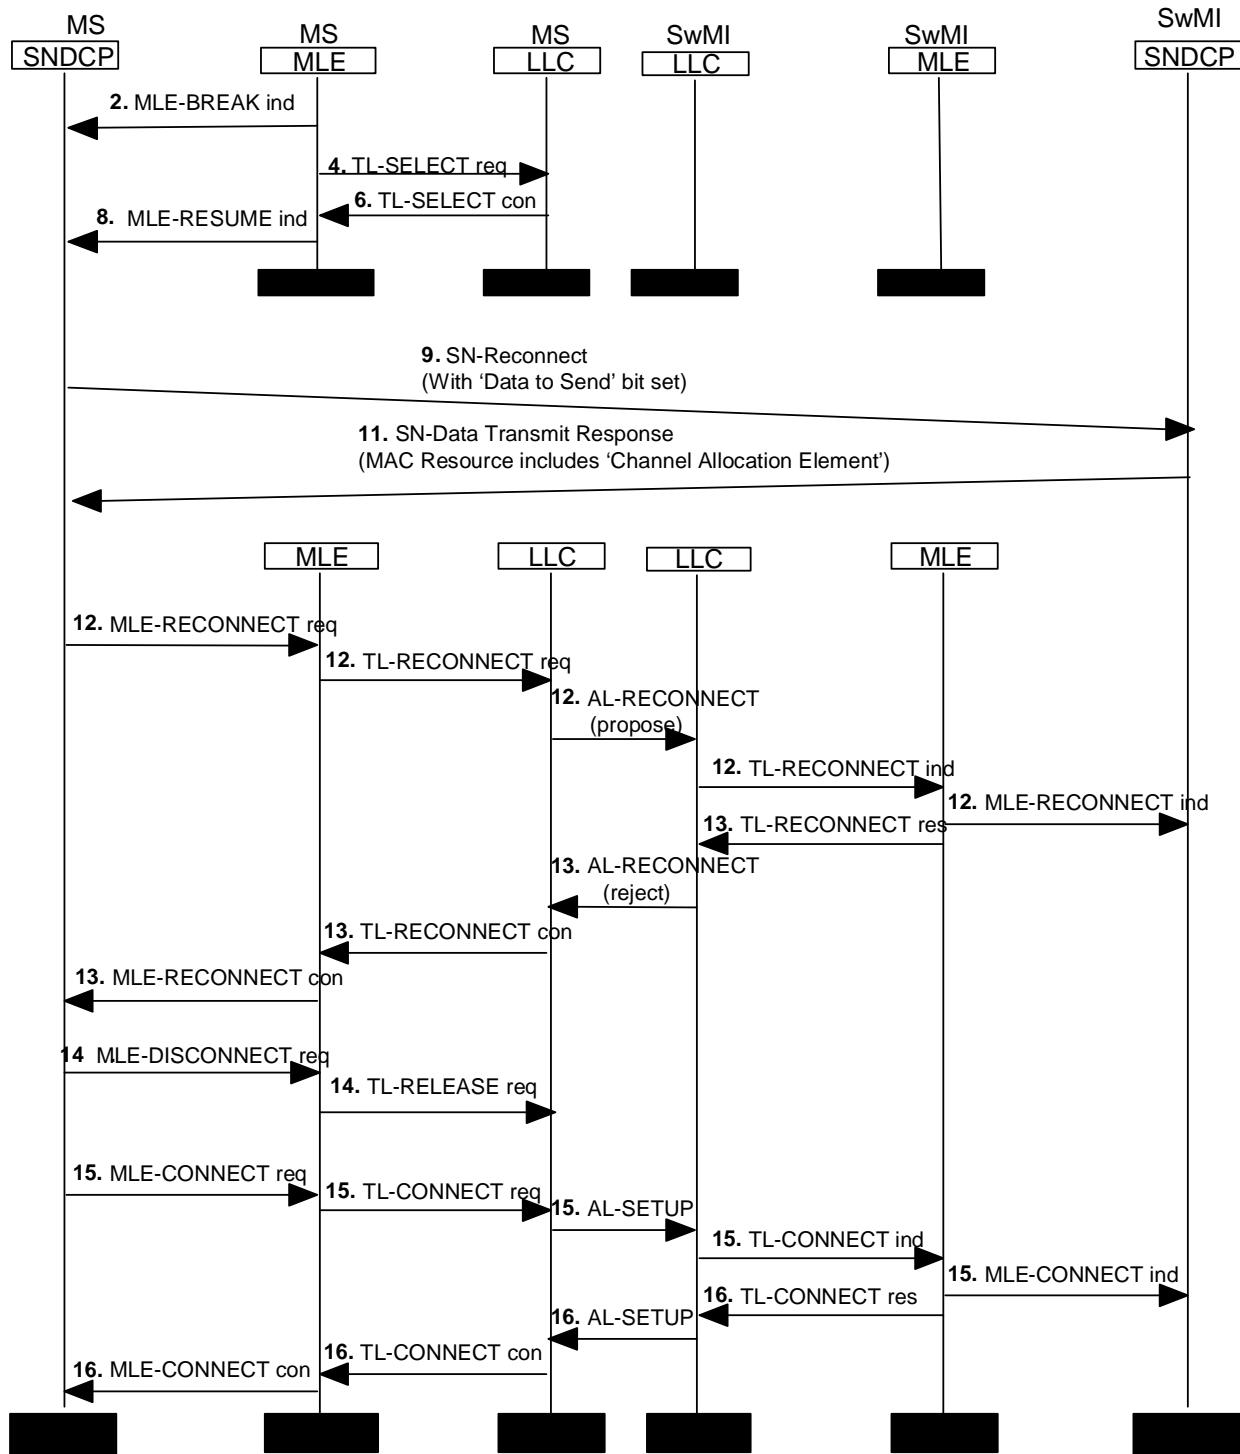 MS
SNDCP
MS
MLE
MS
LLC
SwMI
LLC
SwMI
MLE
SwMI
SNDCP
2. MLE-BREAK ind
4. TL-SELECT req
6. TL-SELECT con
8. MLE-RESUME ind
9. SN-Reconnect
(With ‘Data to Send’ bit set)
11. SN-Data Transmit Response
(MAC Resource includes ‘Channel Allocation Element’)
MLE
LLC
LLC
MLE
12. MLE-RECONNECT req
12. TL-RECONNECT req
12. AL-RECONNECT
(propose)
12. TL-RECONNECT ind
12. MLE-RECONNECT ind
13. TL-RECONNECT res
13. AL-RECONNECT
(reject)
13. TL-RECONNECT con
13. MLE-RECONNECT con
14. MLE-DISCONNECT req
14. TL-RELEASE req
15. MLE-CONNECT req
15. TL-CONNECT req
15. AL-SETUP
15. TL-CONNECT ind
15. MLE-CONNECT ind
16. TL-CONNECT res
16. AL-SETUP
16. TL-CONNECT con
16. MLE-CONNECT con